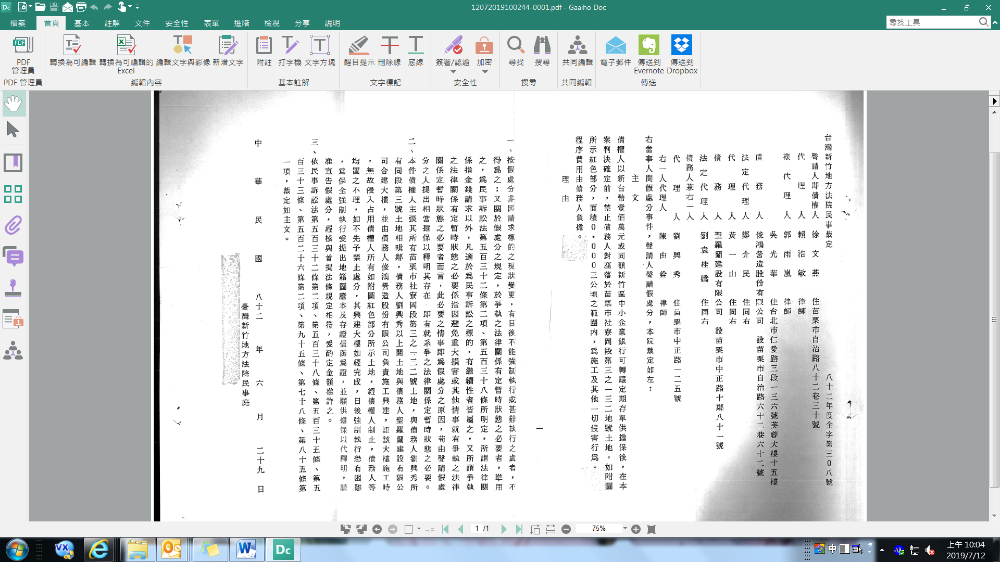 12072019100244-0001.pdf - Gaaiho Doc
檔案 首頁 基本 註解 文件 安全性 表單 進階 檢視 分享 說明
尋找工具
PDF 管理員
轉換為可編輯
轉換為可編輯的 Excel
編輯文字與影像
新增文字
附註
打字機
文字方塊
醒目提示
刪除線
底線
簽署/認證
加密
尋找
搜尋
共同編輯
電子郵件
傳送到 Evernote
傳送到 Dropbox
PDF 管理員 編輯內容 基本註解 文字標記 安全性 搜尋 共同編輯 傳送
台灣新竹地方法院民事裁定
八十二年度全字第三0八號
聲請人即債權人 徐文燕 住苗栗市自治路八十二巷三十號
代理人 賴浩敏 律師
複代理人 郭雨嵐 律師
吳光華 住台北市仁愛路三段一三六號芙蓉大樓十五樓
債務人 俊鴻營造股份有限公司 設苗栗市自治路六十二巷六十二號
法定代理人 鄭介民 住同右
代理人 黃一山 住同右
債務人 聖羅蘭建設有限公司 設苗栗市中正路十鄰八十一號
法定代理人 劉袁桂嬌 住同右
債務人兼右一人
代理人 劉興秀 住苗栗市中正路一二五號
右一人代理人 陳由銓 律師
右當事人間假處分事件，聲請人聲請假處分，本院裁定如左：
主文
債權人以新台幣壹佰萬元或同額新竹區中小企業銀行可轉讓定期存單供擔保後，在本
案判決確定前，禁止債務人對座落於苗栗市社寮岡段第三之一三二地號土地，如附圖
所示紅色部分，面積0．000三公頃之範圍內，為施工及其他一切侵害行為。
程序費用由債務人負擔。
理由
一
一、按假處分非因請求標的之現狀變更，有日後不能強制執行或甚難執行之處者，不
得為之；又關於假處分之規定，於爭執之法律關係有定暫時狀態之必要者，準用
之，為民事訴訟法第五百三十二條第二項、第五百三十八條所明定，所謂法律關
係指金錢請求以外，凡適於為民事訴訟之標的，有繼續性者皆屬之，又所謂爭執
之法律關係有定暫時狀態之必要係指因避免重大損害或其他情事就有爭執之法律
關係定暫時狀態之必要者而言，此必要之情事即為假處分之原因，苟由聲請假處
分之人提出相當擔保以釋明其存在 即有就系爭之法律關係定暫時狀態之必要。
二、本件債權人主張其所有苗栗市社寮岡段第三之一三二號土地，與債務人劉興秀所
有同段第三號土地相毗鄰，債務人劉興秀以上開土地與債務人聖羅蘭建設有限公
司合建大樓，並由債務人俊鴻營造股份有限公司負責施工興建，詎該大樓施工時
，無故侵入占用債權人所有如附圖紅色部分所示土地，經債權人制止，債務人等
均置之不理，如不先予禁止處分，其興建大樓如經完成，日後強制執行恐有困難
，為保全強制執行爰提出地籍圖謄本及存證信函為證，並願供擔保以代釋明，請
准宣告假處分，經核與首揭法條規定相符，爰酌定金額准許之。
三、依民事訴訟法第五百三十二條第二項、第五百三十八條、第五百三十五條、第五
百三十三條、第五百二十六條第二項、第九十五條、第七十八條、第八十五條第
一項，裁定如主文。
中華民國八十二年六月二十九日
臺灣新竹地方法院民事庭
1 /1
75%
中
上午 10:04
2019/7/12